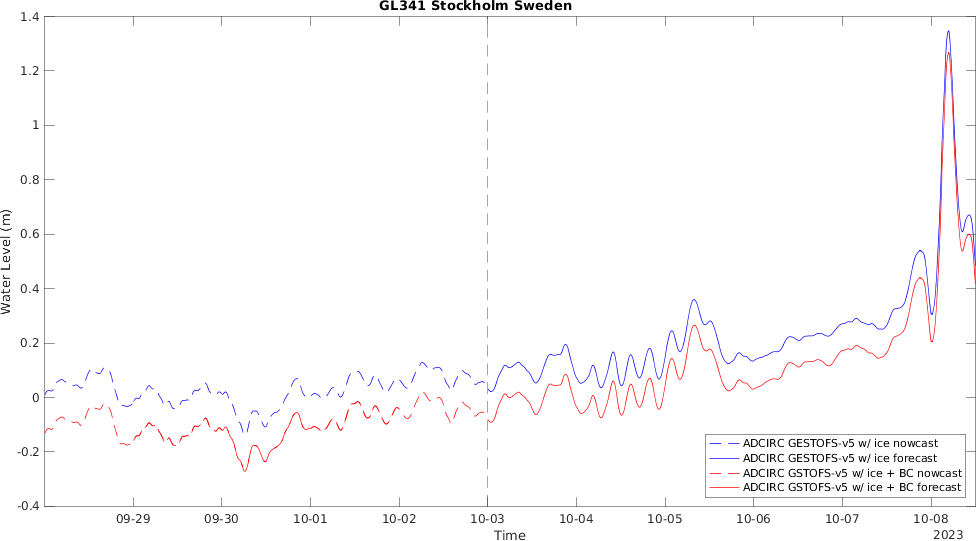 GL341 Stockholm Sweden
1.4
1.2
1
0.8
0.6
0.4
0.2
0
-0.2
-0.4
Water Level (m)
ADCIRC GESTOFS-v5 w/ ice nowcast
ADCIRC GESTOFS-v5 w/ ice forecast
ADCIRC GSTOFS-v5 w/ ice + BC nowcast
ADCIRC GSTOFS-v5 w/ ice + BC forecast
09-29 09-30 10-01 10-02 10-03 10-04 10-05 10-06 10-07 10-08
Time
2023